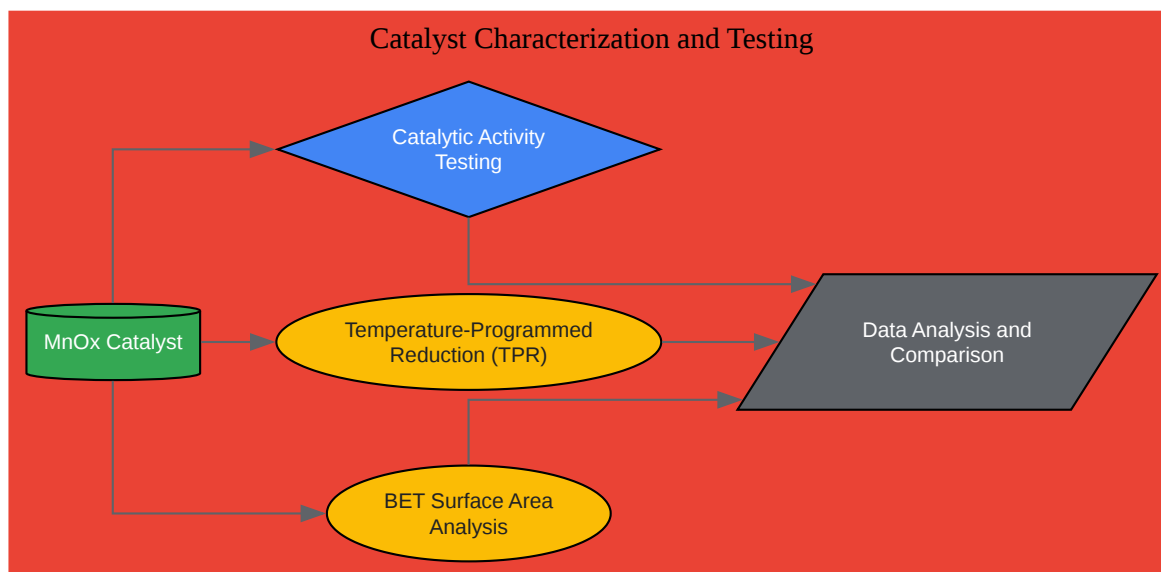 Catalyst Characterization and Testing
Catalytic Activity
Testing
MnOx Catalyst
Temperature-Programmed
Reduction (TPR)
Data Analysis and
Comparison
BET Surface Area
Analysis